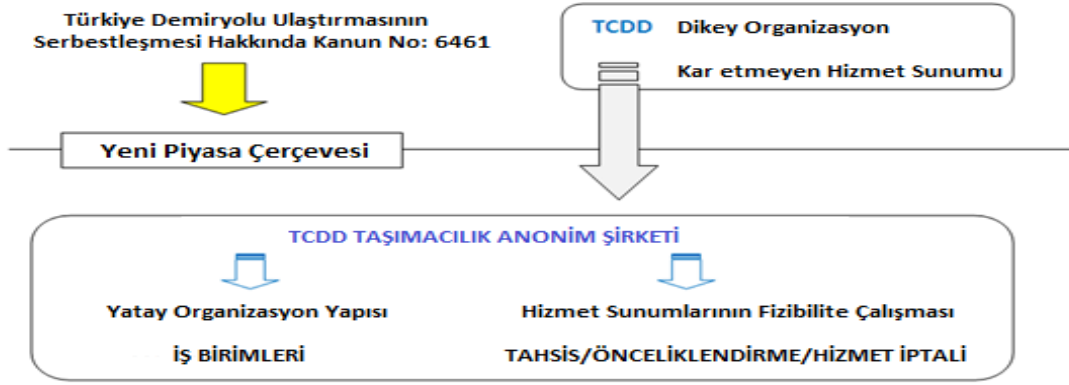 Türkiye Demiryolu Ulaştırmasının
Serbestleşmesi Hakkında Kanun No: 6461
TCDD Dikey Organizasyon
Kar etmeyen Hizmet Sunumu
Yeni Piyasa Çerçevesi
TCDD TAŞIMACILIK ANONİM ŞİRKETİ
Yatay Organizasyon Yapısı
Hizmet Sunumlarının Fizibilite Çalışması
İŞ BİRİMLERİ
TAHSİS/ÖNCELİKLENDİRME/HİZMET İPTALİ